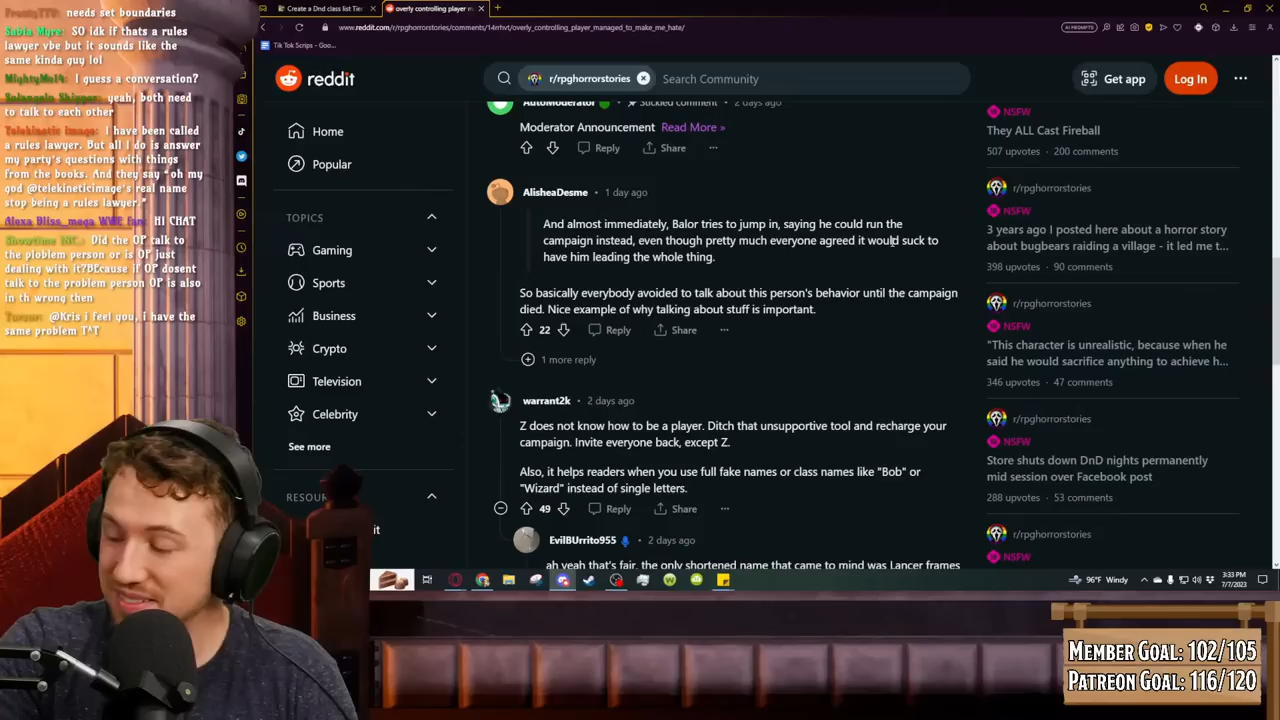 FrostyTTV: needs set boundaries
Sabta Myre: SO idk if thats a rules
lawyer vbe but it sounds like the
same kinda guy lol
MightyMo14: I guess a conversation?
Solangelo Shipper: yeah, both need
to talk to each other
Telekinetic Image: I have been called
a rules lawyer. But all I do is answer
my party's questions with things
from the books. And they say "oh my
god @telekineticimage's real name
stop being a rules lawyer."
Alexa Bliss_mega WWE Fan: HI CHAT
Showtime INC.: Did the OP talk to
the ploblem person or is OP just
dealing with it?BEcause if OP dosent
talk to the problem person OP is also
in th wrong then
@Kris i feel you, i have the
same problem T^T
Create a Dnd class list Tier
overly controlling player m
www.reddit.com/r/rpghorrorstories/comments/14rrhvt/overly_controlling_player_managed_to_make_me_hate/
AI PROMPTS
Tik Tok Scrips - Goo...
reddit
r/rpghorrorstories
Search Community
Get app
Log In
Home
Popular
TOPICS
Gaming
Sports
Business
Crypto
Television
Celebrity
See more
RESOUR
it
AutoModerator
Stickied comment • 2 days ago
Moderator Announcement Read More »
Reply
Share
AlisheaDesme • 1 day ago
And almost immediately, Balor tries to jump in, saying he could run the
campaign instead, even though pretty much everyone agreed it would suck to
have him leading the whole thing.
So basically everybody avoided to talk about this person's behavior until the campaign
died. Nice example of why talking about stuff is important.
22
Reply
Share
1 more reply
warrant2k • 2 days ago
Z does not know how to be a player. Ditch that unsupportive tool and recharge your
campaign. Invite everyone back, except Z.
Also, it helps readers when you use full fake names or class names like "Bob" or
"Wizard" instead of single letters.
49
Reply
Share
EvilBUrrito955 • 2 days ago
ah yeah that's fair, the only shortened name that came to mind was Lancer frames
NSFW
They ALL Cast Fireball
507 upvotes • 200 comments
r/rpghorrorstories
NSFW
3 years ago I posted here about a horror story
about bugbears raiding a village - it led me t...
398 upvotes • 90 comments
r/rpghorrorstories
NSFW
"This character is unrealistic, because when he
said he would sacrifice anything to achieve h...
346 upvotes • 47 comments
r/rpghorrorstories
NSFW
Store shuts down DnD nights permanently
mid session over Facebook post
288 upvotes • 53 comments
r/rpghorrorstories
NSFW
96°F Windy
3:33 PM
7/7/2023
MEMBER GOAL: 102/105
PATREON GOAL: 116/120